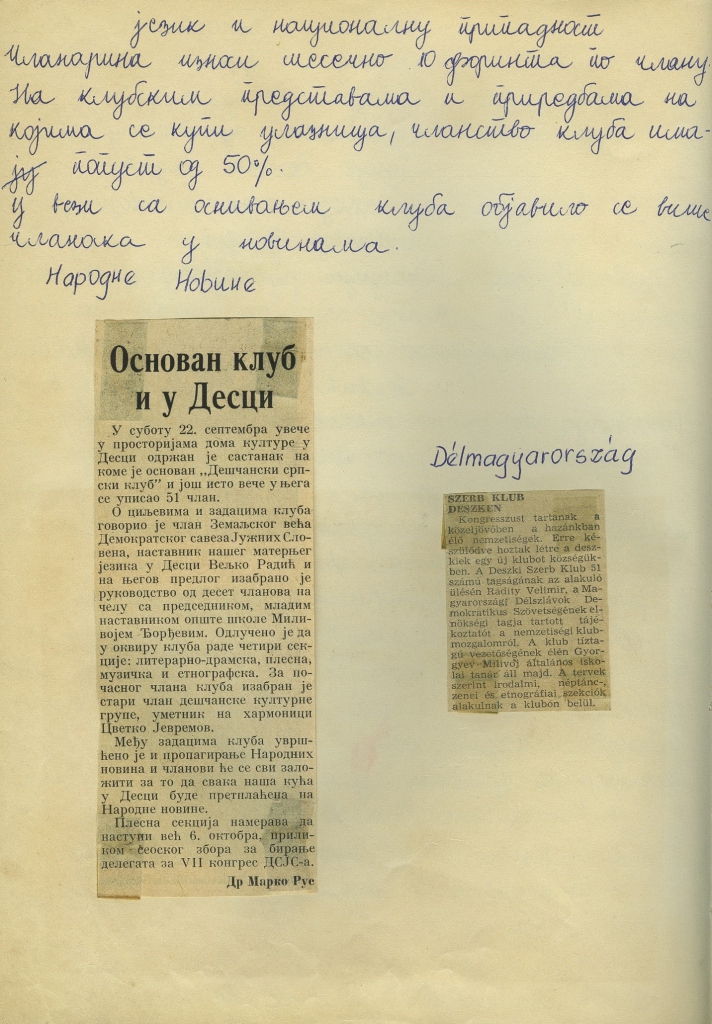 језик и националну припадност
Чланарина износи месечно 10 форинта по члану.
На клубским представама и приредбама на
којима се купи улазница, чланство клуба има-
ју попуст од 50%.
У вези са оснивањем клуба објавило се више
чланака у новинама.
Народне Новине
Основан клуб
и у Десци
У суботу 22. септембра увече
у просторијама дома културе у
Десци одржан је састанак на
коме је основан „Дешчански срп-
ски клуб" и још исто вече у њега
се уписао 51 члан.
О циљевима и задацима клуба
говорио је члан Земаљског већа
Демократског савеза Јужних Сло-
вена, наставник нашег матерњег
језика у Десци Вељко Радић и
на његов предлог изабрано је
руководство од десет чланова на
челу са председником, младим
наставником опште школе Мили-
војем Ђорђевим. Одлучено је да
у оквиру клуба раде четири сек-
ције: литерарно-драмска, плесна,
музичка и етнографска. За по-
часног члана клуба изабран је
стари члан дешчанске културне
групе, уметник на хармоници
Цветко Јевремов.
Међу задацима клуба уврш-
ћено је и пропагирање Народних
новина и чланови ће се сви зало-
жити за то да свака наша кућа
у Десци буде претплаћена на
Народне новине.
Плесна секција намерава да
наступи већ 6. октобра, прили-
ком сеоског збора за бирање
делегата за VII конгрес ДСЈС-а.
Др Марко Рус
Délmagyarország
SZERB KLUB
DESZKEN
Kongresszust tartanak a
közeljövőben a hazánkban
élő nemzetiségek. Erre ké-
szülődve hoztak létre a desz-
kiek egy új klubot községük-
ben. A Deszki Szerb Klub 51
számú tagságának az alakuló
ülésén Rádity Velimir, a Ma-
gyarországi Délszlávok De-
mokratikus Szövetségének el-
nökségi tagja tartott tájé-
koztatót a nemzetiségi klub-
mozgalomról. A klub tízta-
gú vezetőségének élén Gyor-
gyev Milivój általános isko-
lai tanár áll majd. A tervek
szerint irodalmi, néptánc-,
zenei és etnográfiai szekciók
alakulnak a klubon belül.